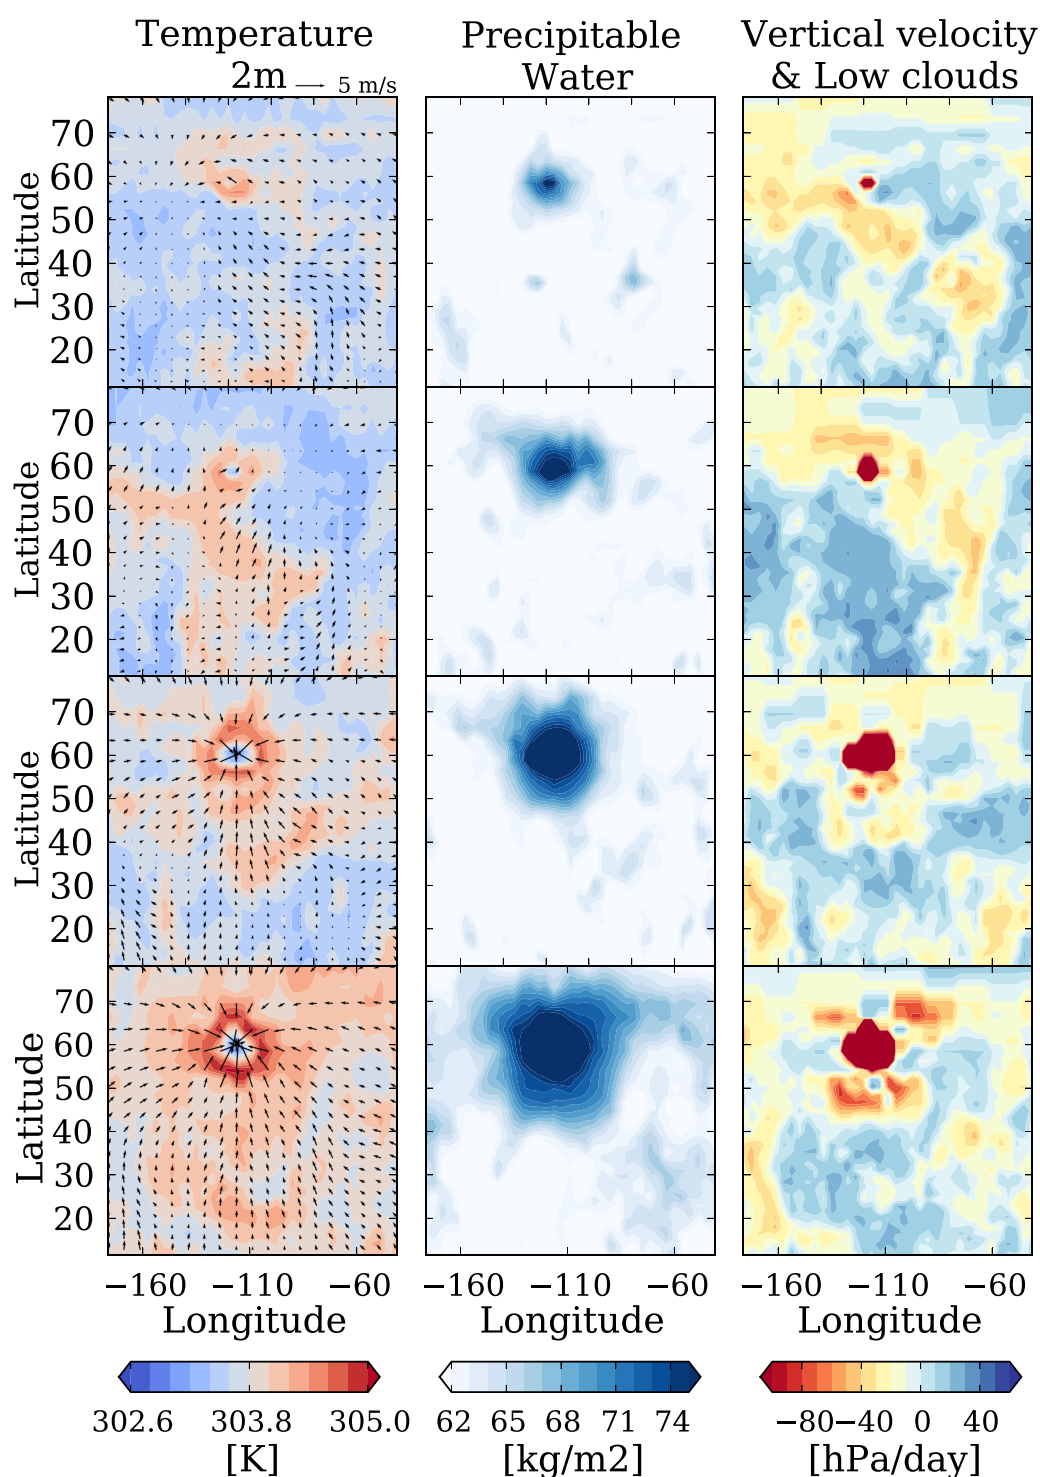 Temperature
2m
5 m/s
Precipitable
Water
Vertical velocity
& Low clouds
Latitude
70
60
50
40
30
20
Latitude
70
60
50
40
30
20
Latitude
70
60
50
40
30
20
Latitude
70
60
50
40
30
20
−160 −110 −60
−160 −110 −60
−160 −110 −60
Longitude
Longitude
Longitude
302.6 303.8 305.0
62 65 68 71 74
−80 −40 0 40
[K]
[kg/m2]
[hPa/day]